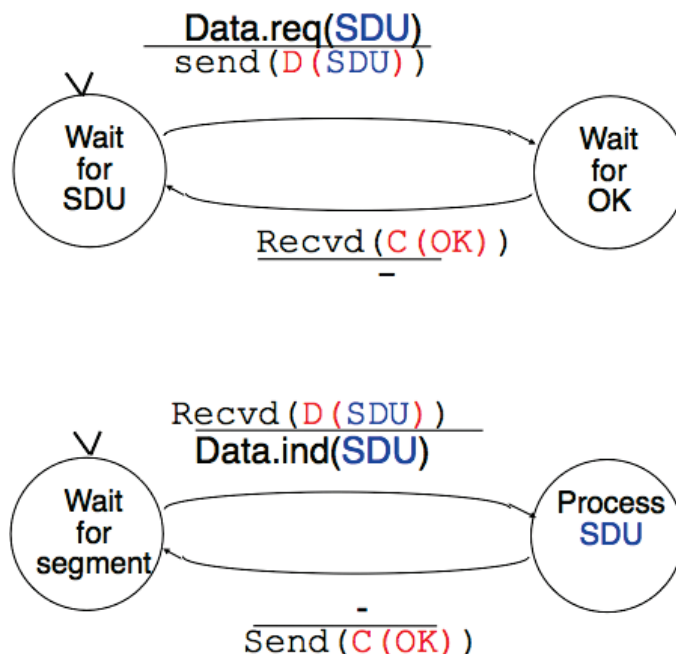 Data.req(SDU)
send(D(SDU))
Wait
for
SDU
Wait
for
OK
Recvd(C(OK))
-
Recvd(D(SDU))
Data.ind(SDU)
Wait
for
segment
Process
SDU
-
Send(C(OK))